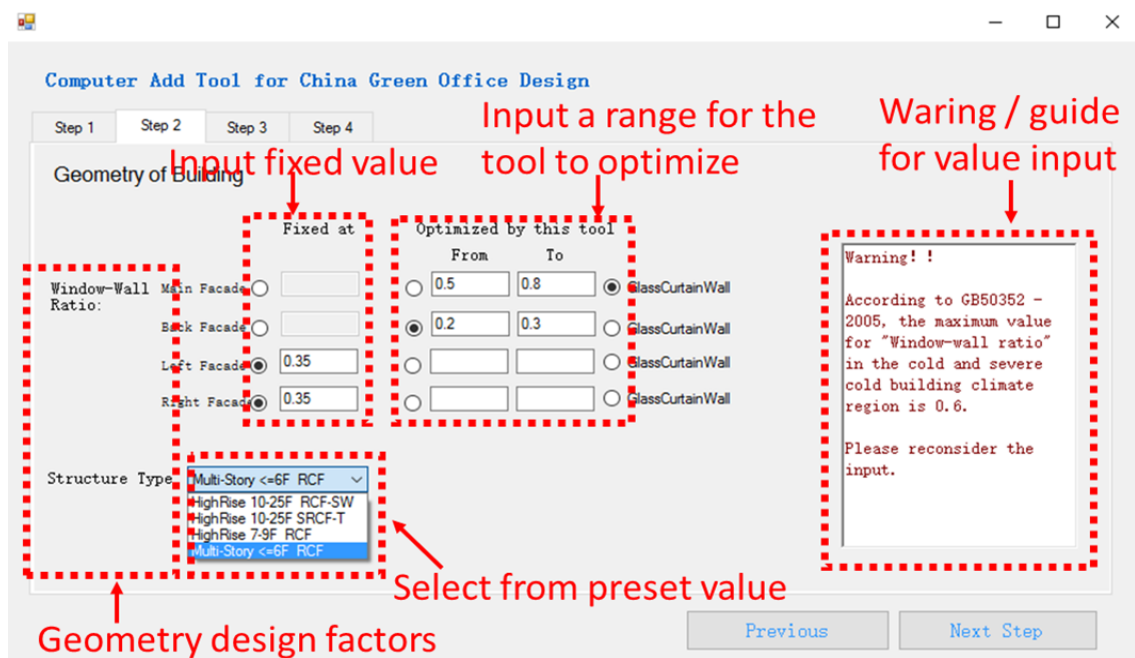 Computer Add Tool for China Green Office Design
Step 1 Step 2 Step 3 Step 4
Input a range for the
tool to optimize
Waring / guide
for value input
Input fixed value
Geometry of Building
Fixed at
Optimized by this tool
From To
Window-Wall
Ratio:
Main Facade 0.5 0.8 GlassCurtainWall
Back Facade 0.2 0.3 GlassCurtainWall
Left Facade 0.35 GlassCurtainWall
Right Facade 0.35 GlassCurtainWall
Warning! !
According to GB50352 -
2005, the maximum value
for "Window-wall ratio"
in the cold and severe
cold building climate
region is 0.6.
Please reconsider the
input.
Structure Type Multi-Story <=6F RCF
HighRise 10-25F RCF-SW
HighRise 10-25F SRCF-T
HighRise 7-9F RCF
Multi-Story <=6F RCF
Select from preset value
Geometry design factors
Previous
Next Step